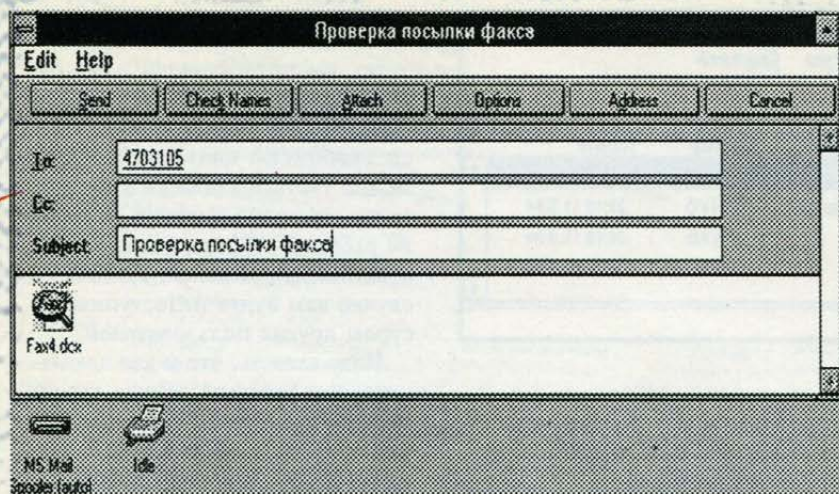 Проверка посылки факса
Edit Help
Send Check Names Attach Options Address Cancel
To: 4703105
Cc:
Subject: Проверка посылки факса
Fax4.dcx
MS Mail Idle
Spooler (auto)